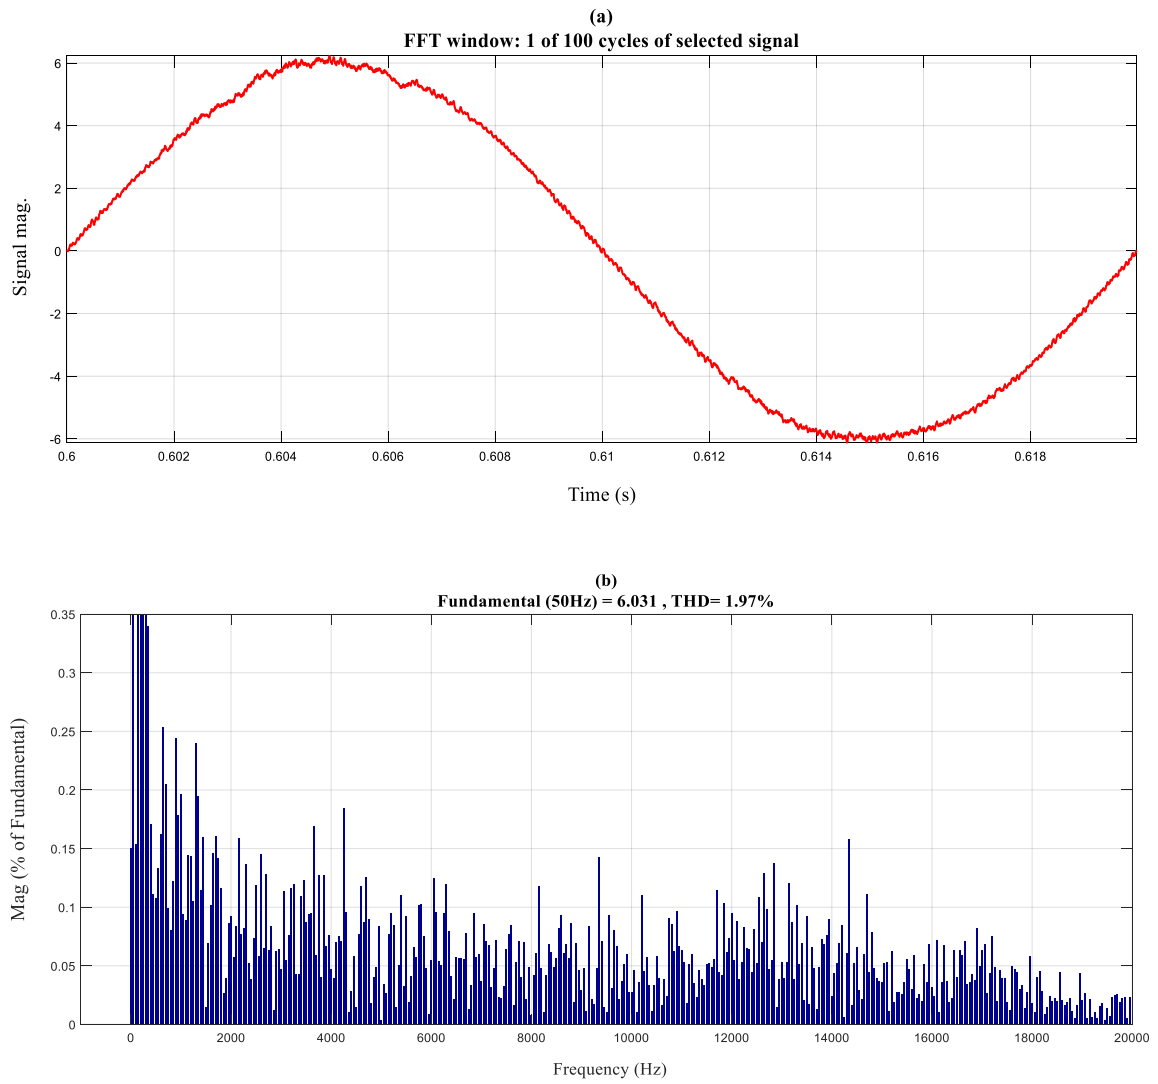 (a)
FFT window: 1 of 100 cycles of selected signal
6
4
2
0
-2
-4
-6
Signal mag.
0.6 0.602 0.604 0.606 0.608 0.61 0.612 0.614 0.616 0.618
Time (s)
(b)
Fundamental (50Hz) = 6.031 , THD= 1.97%
0.35
0.3
0.25
0.2
0.15
0.1
0.05
0
Mag (% of Fundamental)
0 2000 4000 6000 8000 10000 12000 14000 16000 18000 20000
Frequency (Hz)